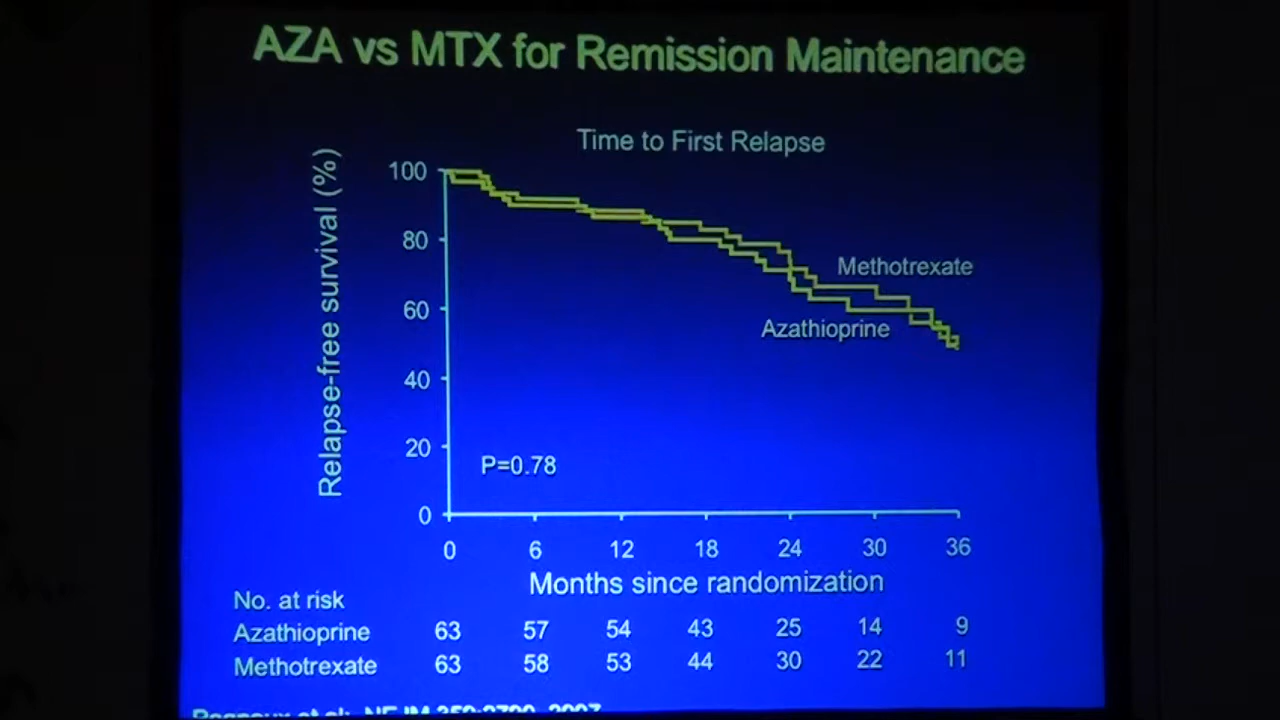 AZA vs MTX for Remission Maintenance
Time to First Relapse
Relapse-free survival (%)
100
80
60
40
20
0
Methotrexate
Azathioprine
P=0.78
0 6 12 18 24 30 36
Months since randomization
No. at risk
Azathioprine 63 57 54 43 25 14 9
Methotrexate 63 58 53 44 30 22 11
et al: